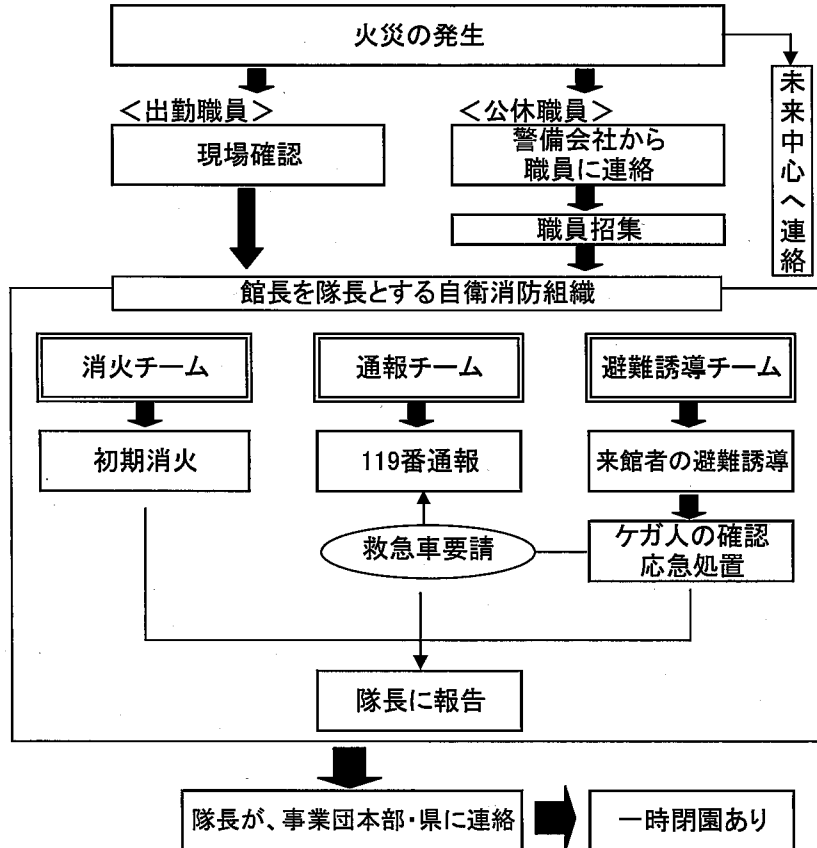 火災の発生
未来中心へ連絡
＜出勤職員＞
現場確認
＜公休職員＞
警備会社から
職員に連絡
職員招集
館長を隊長とする自衛消防組織
消火チーム
通報チーム
避難誘導チーム
初期消火
119番通報
来館者の避難誘導
救急車要請
ケガ人の確認
応急処置
隊長に報告
隊長が、事業団本部・県に連絡
一時閉園あり